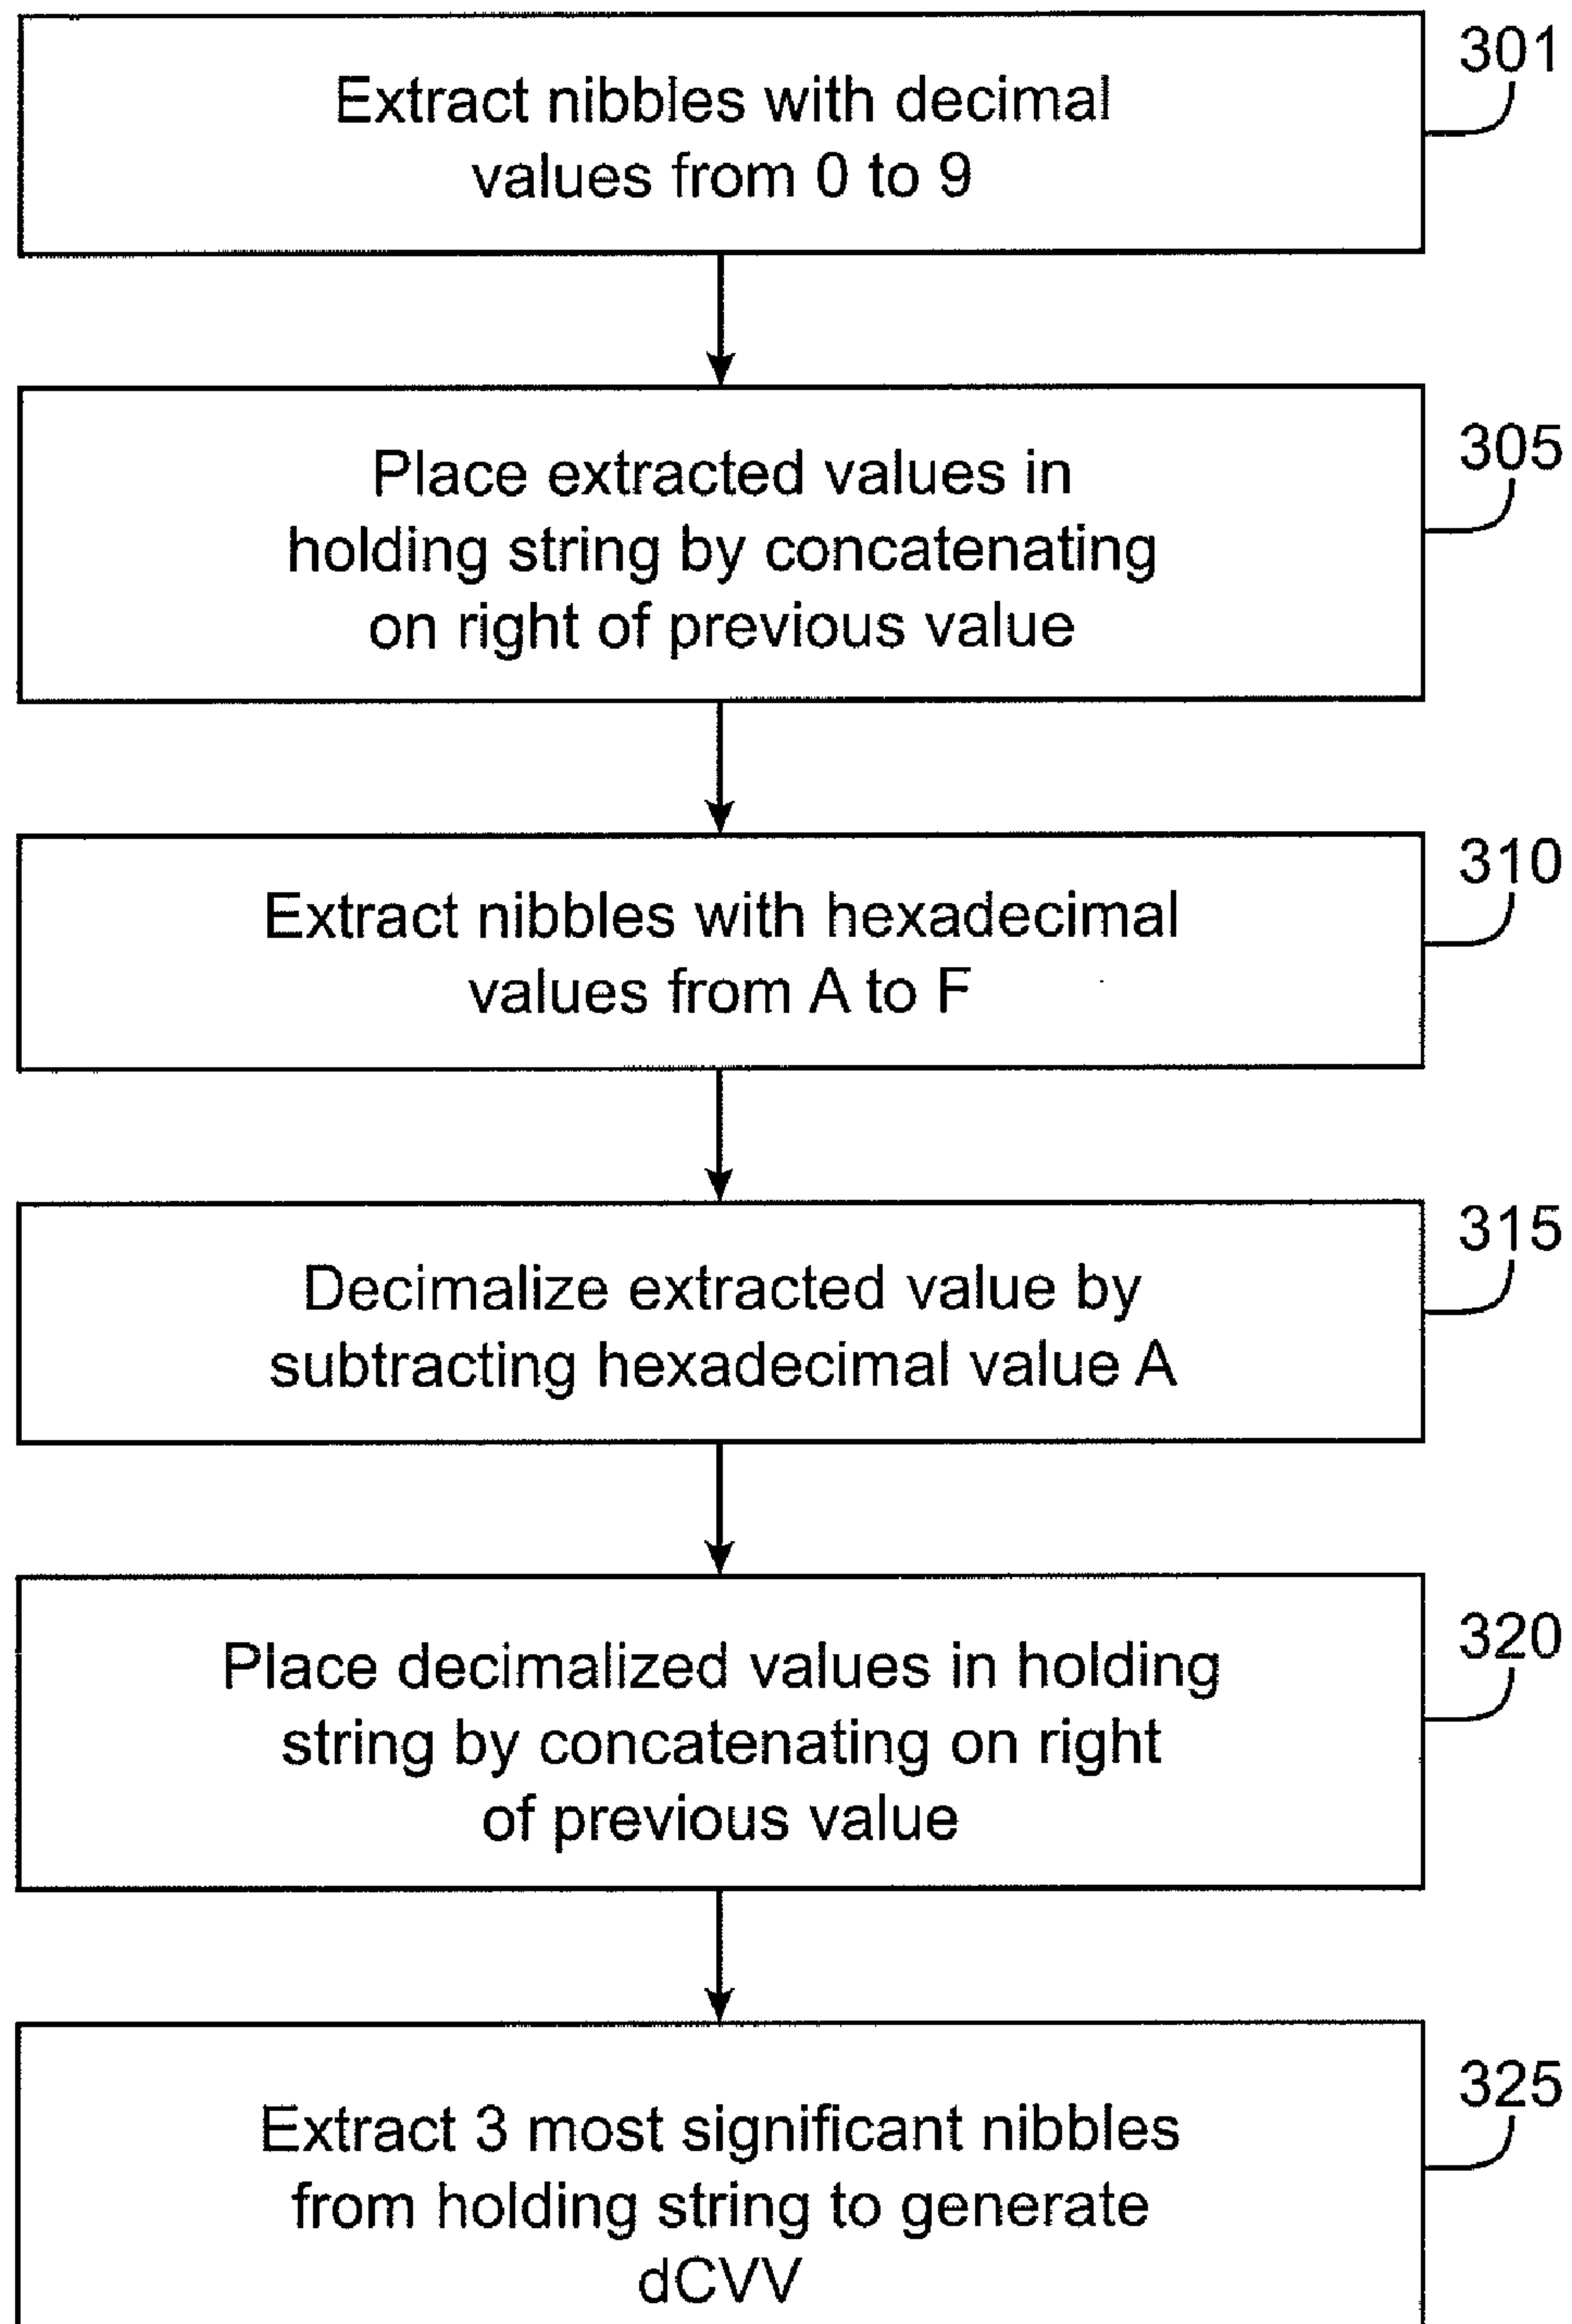 301
Extract nibbles with decimal
values from 0 to 9
305
Place extracted values in
holding string by concatenating
on right of previous value
310
Extract nibbles with hexadecimal
values from A to F
315
Decimalize extracted value by
subtracting hexadecimal value A
320
Place decimalized values in holding
string by concatenating on right
of previous value
325
Extract 3 most significant nibbles
from holding string to generate
dCVV